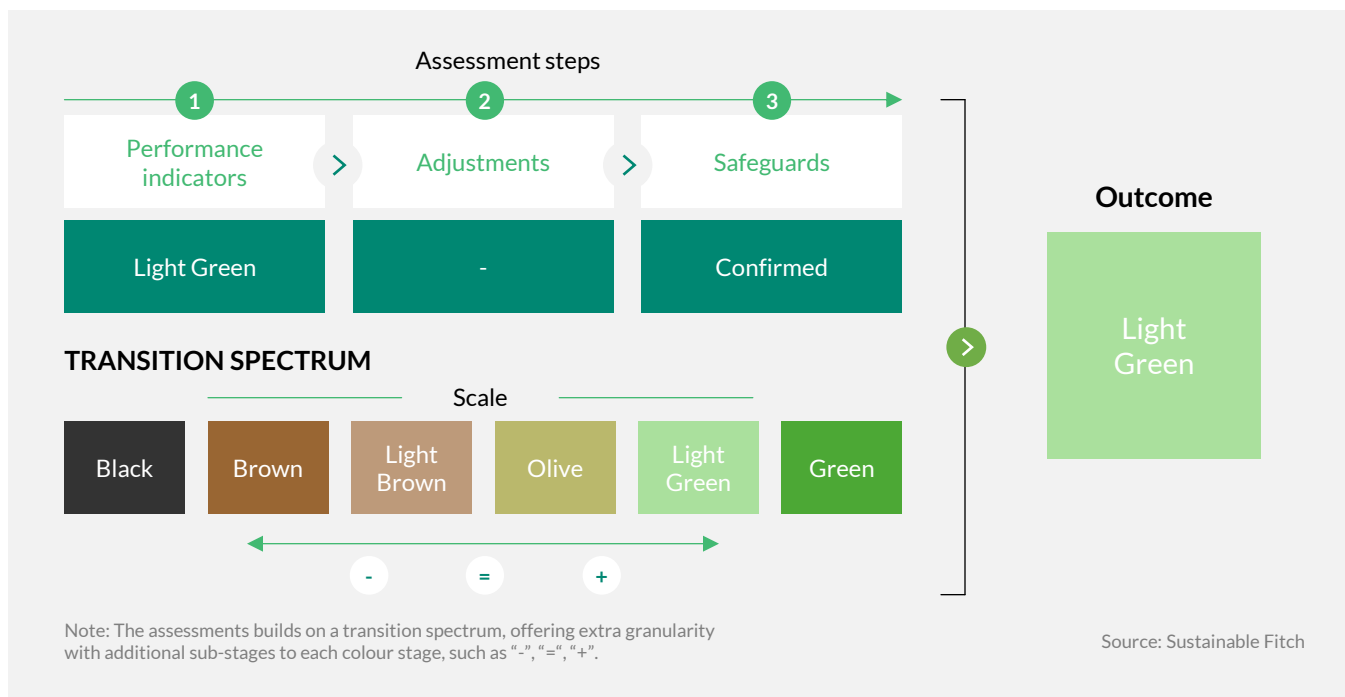 Assessment steps
1
2
3
Performance
indicators
Adjustments
Safeguards
Light Green
-
Confirmed
TRANSITION SPECTRUM
Scale
Black
Brown
Light
Brown
Olive
Light
Green
Green
-
=
+
Note: The assessments builds on a transition spectrum, offering extra granularity
with additional sub-stages to each colour stage, such as “-”, “=“, “+”.
Outcome
Light
Green
Source: Sustainable Fitch